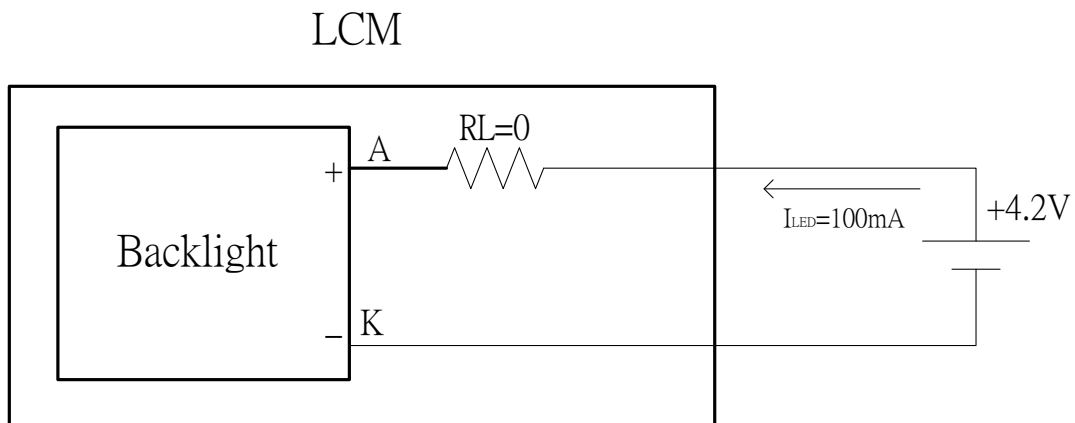 LCM
RL=0
A
+
+4.2V
ILED=100mA
Backlight
K
−